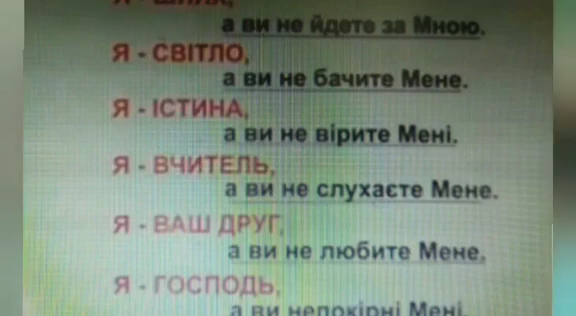 Я -
а ви не йдете за Мною.
Я - СВІТЛО,
а ви не бачите Мене.
Я - ІСТИНА,
а ви не вірите Мені.
Я - ВЧИТЕЛЬ,
а ви не слухаєте Мене.
Я - ВАШ ДРУГ,
а ви не любите Мене.
Я - ГОСПОДЬ,
а ви непокірні Мені.